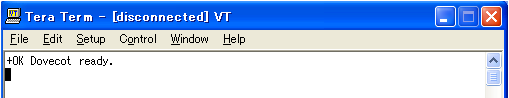 Tera Term - [disconnected] VT
File Edit Setup Control Window Help
+OK Dovecot ready.